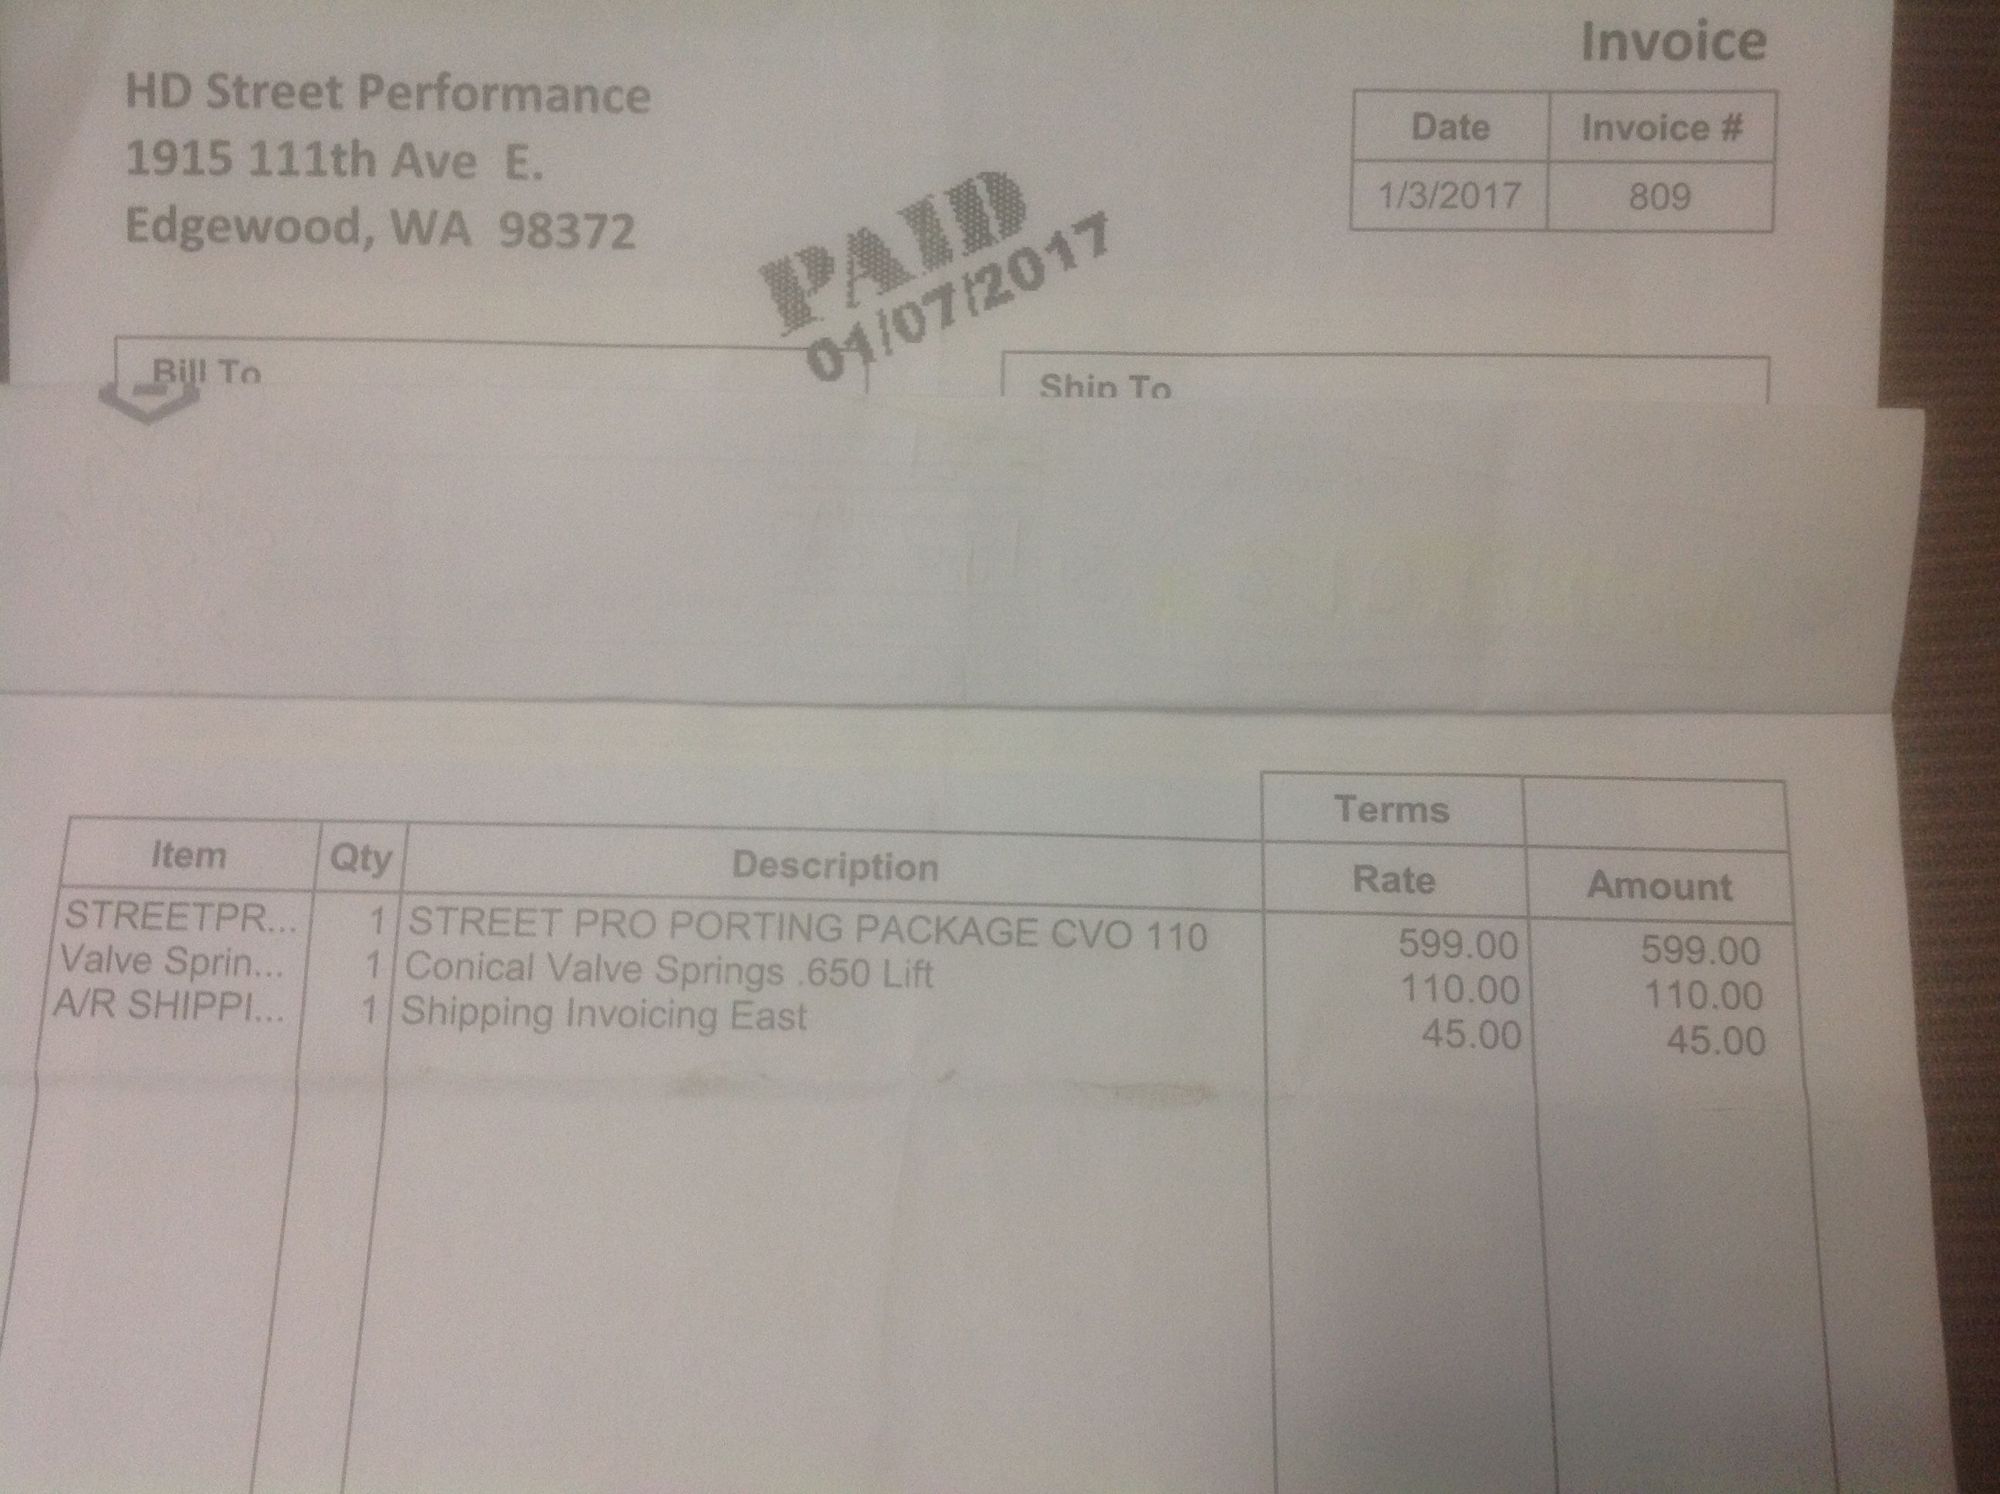 Invoice
HD Street Performance
1915 111th Ave E.
Edgewood, WA 98372
Date Invoice #
1/3/2017 809
PAID
01/07/2017
Bill To
Ship To
Terms
Item Qty Description Rate Amount
STREETPR... 1 STREET PRO PORTING PACKAGE CVO 110 599.00 599.00
Valve Sprin... 1 Conical Valve Springs .650 Lift 110.00 110.00
A/R SHIPPI... 1 Shipping Invoicing East 45.00 45.00